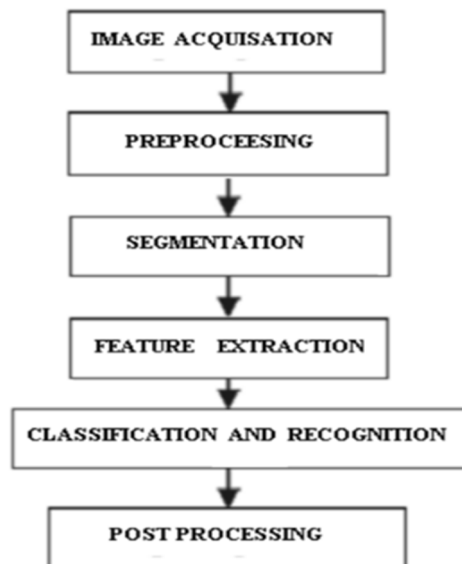 IMAGE ACQUISATION
PREPROCEESING
SEGMENTATION
FEATURE EXTRACTION
CLASSIFICATION AND RECOGNITION
POST PROCESSING